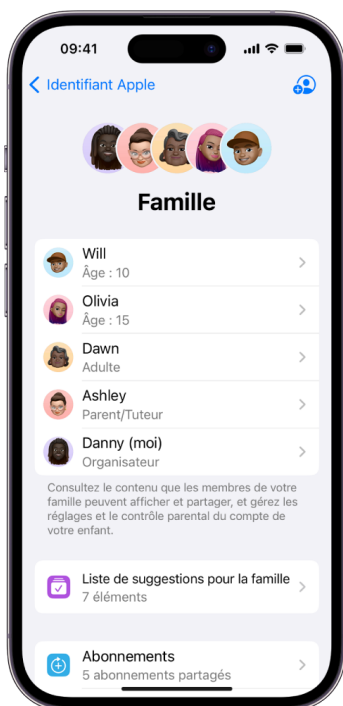 09:41
Identifiant Apple
Famille
Will
Âge : 10
Olivia
Âge : 15
Dawn
Adulte
Ashley
Parent/Tuteur
Danny (moi)
Organisateur
Consultez le contenu que les membres de votre
famille peuvent afficher et partager, et gérez les
réglages et le contrôle parental du compte de
votre enfant.
Liste de suggestions pour la famille
7 éléments
Abonnements
5 abonnements partagés